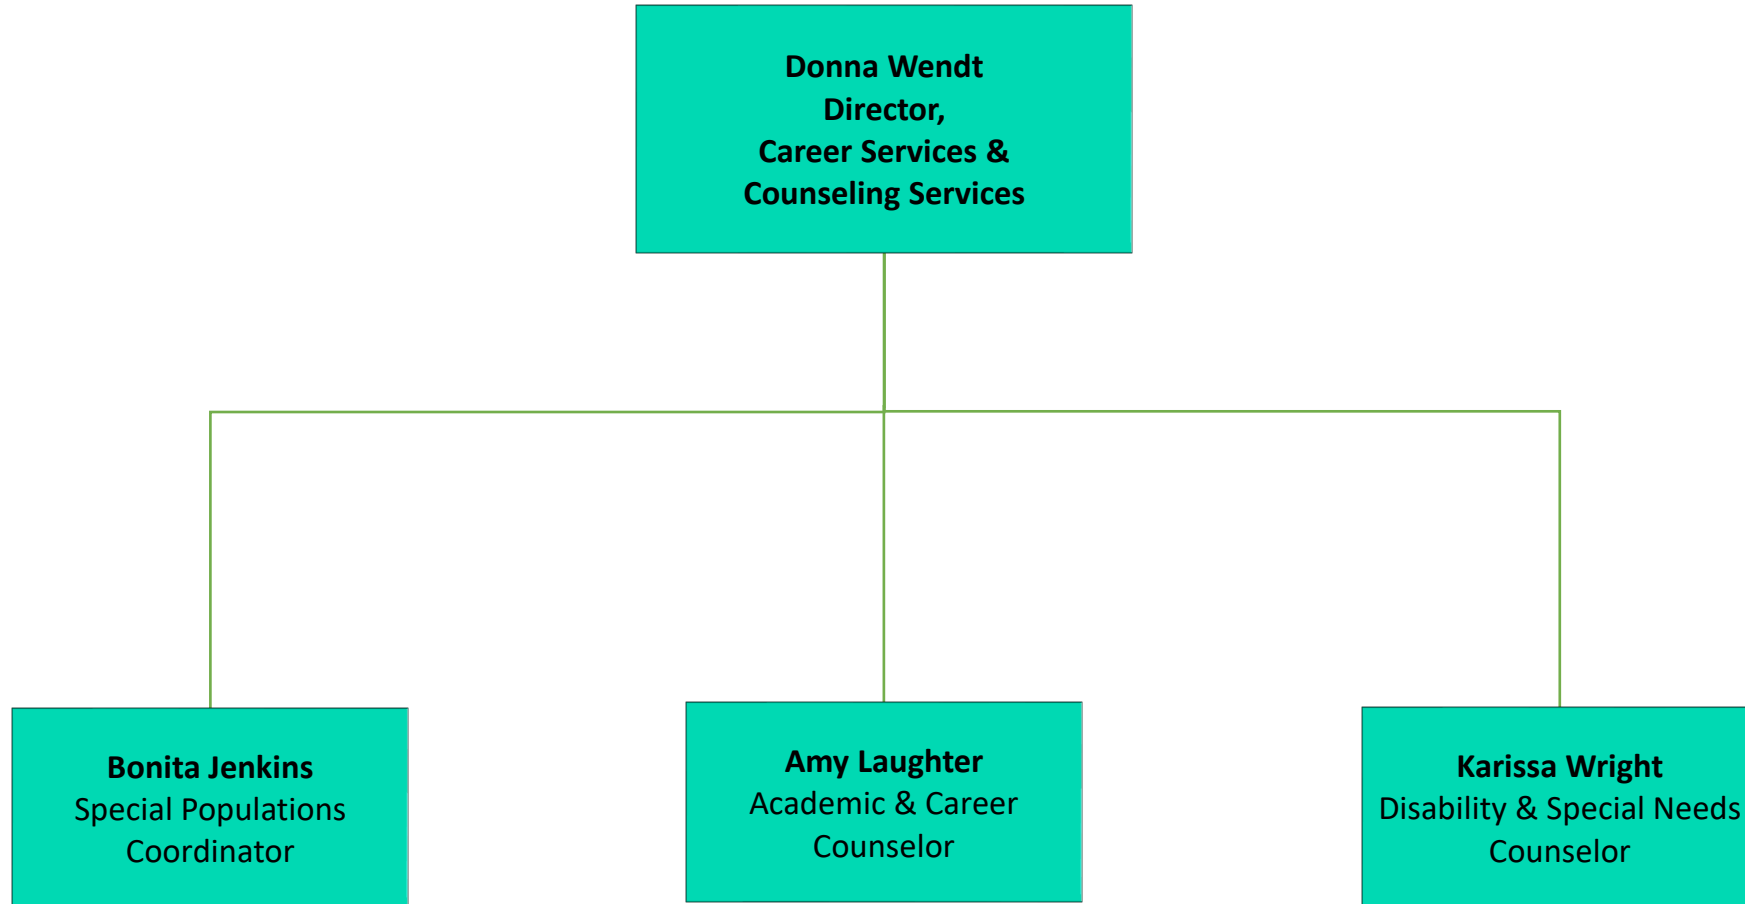 Donna Wendt
Director,
Career Services &
Counseling Services
Bonita Jenkins
Special Populations
Coordinator
Amy Laughter
Academic & Career
Counselor
Karissa Wright
Disability & Special Needs
Counselor